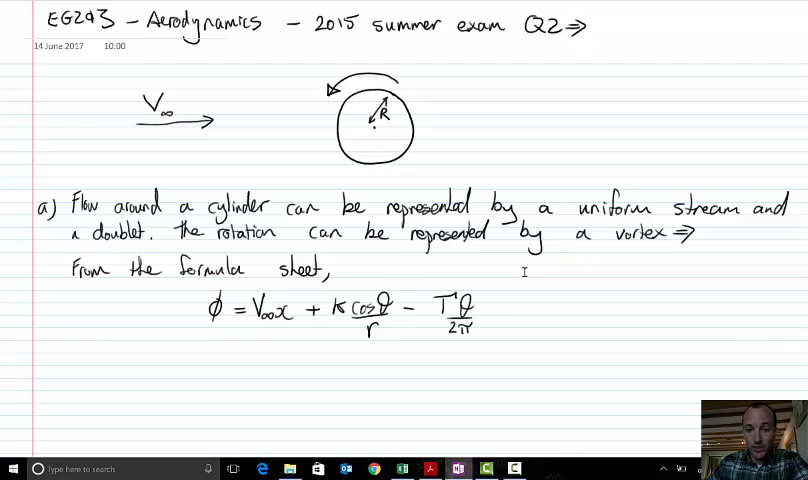 EG293 - Aerodynamics - 2015 summer exam Q2 ⇒
14 June 2017 10:00
V∞
R
a) Flow around a cylinder can be represented by a uniform stream and
a doublet. The rotation can be represented by a vortex ⇒
From the formula sheet,
ϕ = V∞x + K cosθ/r - Γθ/2π
Type here to search